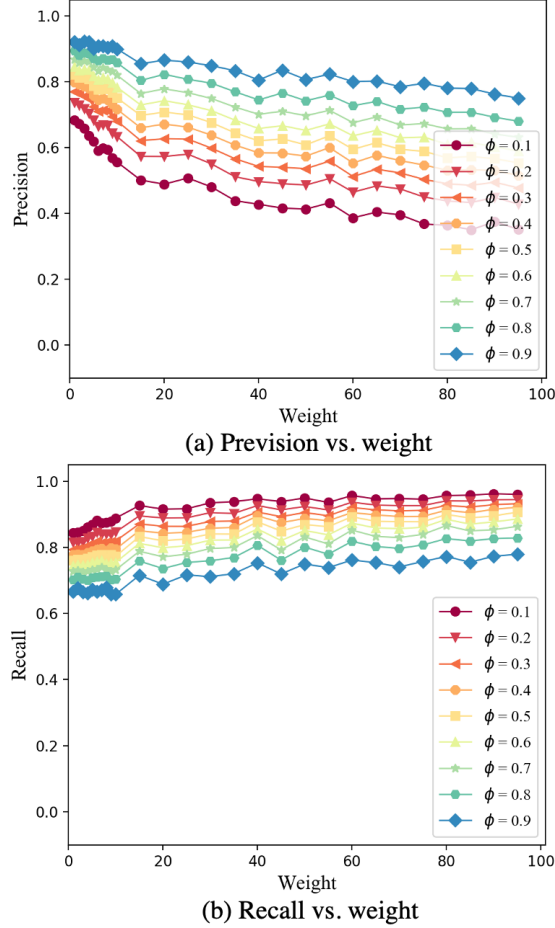 1.0
0.8
0.6
0.4
0.2
0.0
Precision
ϕ = 0.1
ϕ = 0.2
ϕ = 0.3
ϕ = 0.4
ϕ = 0.5
ϕ = 0.6
ϕ = 0.7
ϕ = 0.8
ϕ = 0.9
0 20 40 60 80 100
Weight
(a) Prevision vs. weight
1.0
0.8
0.6
0.4
0.2
0.0
Recall
ϕ = 0.1
ϕ = 0.2
ϕ = 0.3
ϕ = 0.4
ϕ = 0.5
ϕ = 0.6
ϕ = 0.7
ϕ = 0.8
ϕ = 0.9
0 20 40 60 80 100
Weight
(b) Recall vs. weight